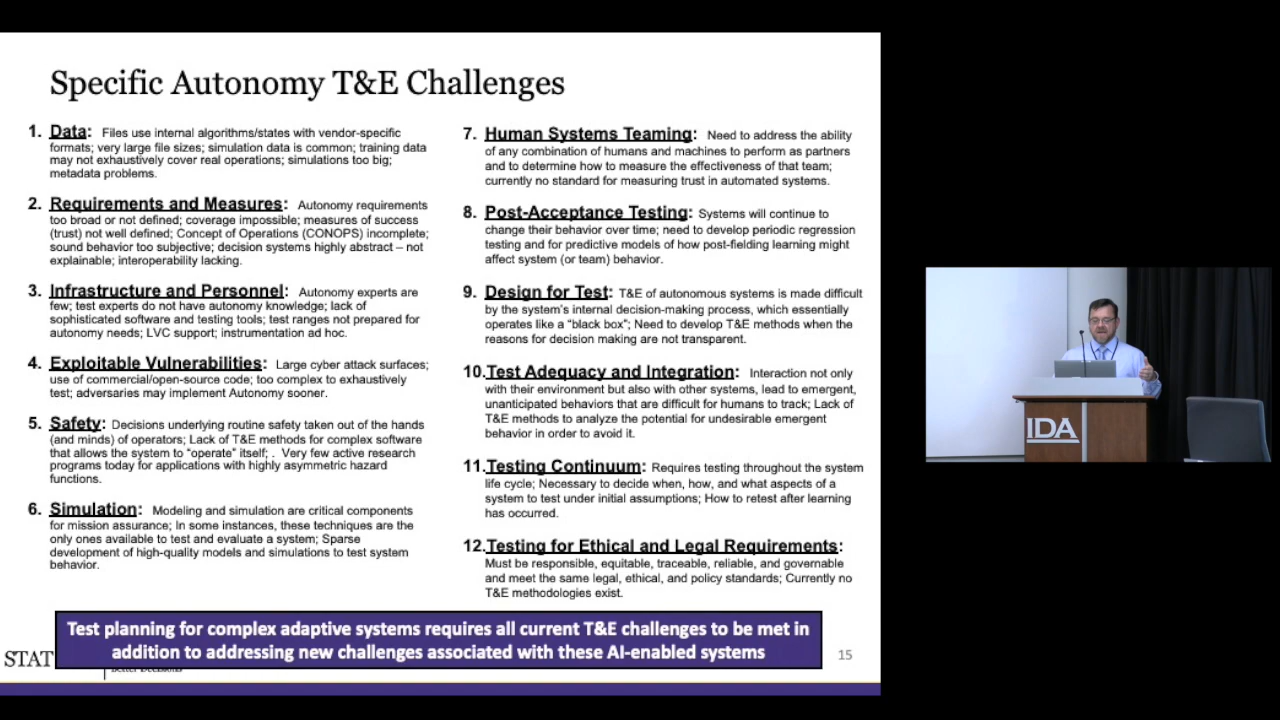 Specific Autonomy T&E Challenges
1. Data: Files use internal algorithms/states with vendor-specific
formats; very large file sizes; simulation data is common; training data
may not exhaustively cover real operations; simulations too big;
metadata problems.
2. Requirements and Measures: Autonomy requirements
too broad or not defined; coverage impossible; measures of success
(trust) not well defined; Concept of Operations (CONOPS) incomplete;
sound behavior too subjective; decision systems highly abstract – not
explainable; interoperability lacking.
3. Infrastructure and Personnel: Autonomy experts are
few; test experts do not have autonomy knowledge; lack of
sophisticated software and testing tools; test ranges not prepared for
autonomy needs; LVC support; instrumentation ad hoc.
4. Exploitable Vulnerabilities: Large cyber attack surfaces;
use of commercial/open-source code; too complex to exhaustively
test; adversaries may implement Autonomy sooner.
5. Safety: Decisions underlying routine safety taken out of the hands
(and minds) of operators; Lack of T&E methods for complex software
that allows the system to “operate” itself; . Very few active research
programs today for applications with highly asymmetric hazard
functions.
6. Simulation: Modeling and simulation are critical components
for mission assurance; In some instances, these techniques are the
only ones available to test and evaluate a system; Sparse
development of high-quality models and simulations to test system
behavior.
7. Human Systems Teaming: Need to address the ability
of any combination of humans and machines to perform as partners
and to determine how to measure the effectiveness of that team;
currently no standard for measuring trust in automated systems.
8. Post-Acceptance Testing: Systems will continue to
change their behavior over time; need to develop periodic regression
testing and for predictive models of how post-fielding learning might
affect system (or team) behavior.
9. Design for Test: T&E of autonomous systems is made difficult
by the system's internal decision-making process, which essentially
operates like a “black box”; Need to develop T&E methods when the
reasons for decision making are not transparent.
10. Test Adequacy and Integration: Interaction not only
with their environment but also with other systems, lead to emergent,
unanticipated behaviors that are difficult for humans to track; Lack of
T&E methods to analyze the potential for undesirable emergent
behavior in order to avoid it.
11. Testing Continuum: Requires testing throughout the system
life cycle; Necessary to decide when, how, and what aspects of a
system to test under initial assumptions; How to retest after learning
has occurred.
12. Testing for Ethical and Legal Requirements:
Must be responsible, equitable, traceable, reliable, and governable
and meet the same legal, ethical, and policy standards; Currently no
T&E methodologies exist.
Test planning for complex adaptive systems requires all current T&E challenges to be met in
addition to addressing new challenges associated with these AI-enabled systems
STAT
15
IDA